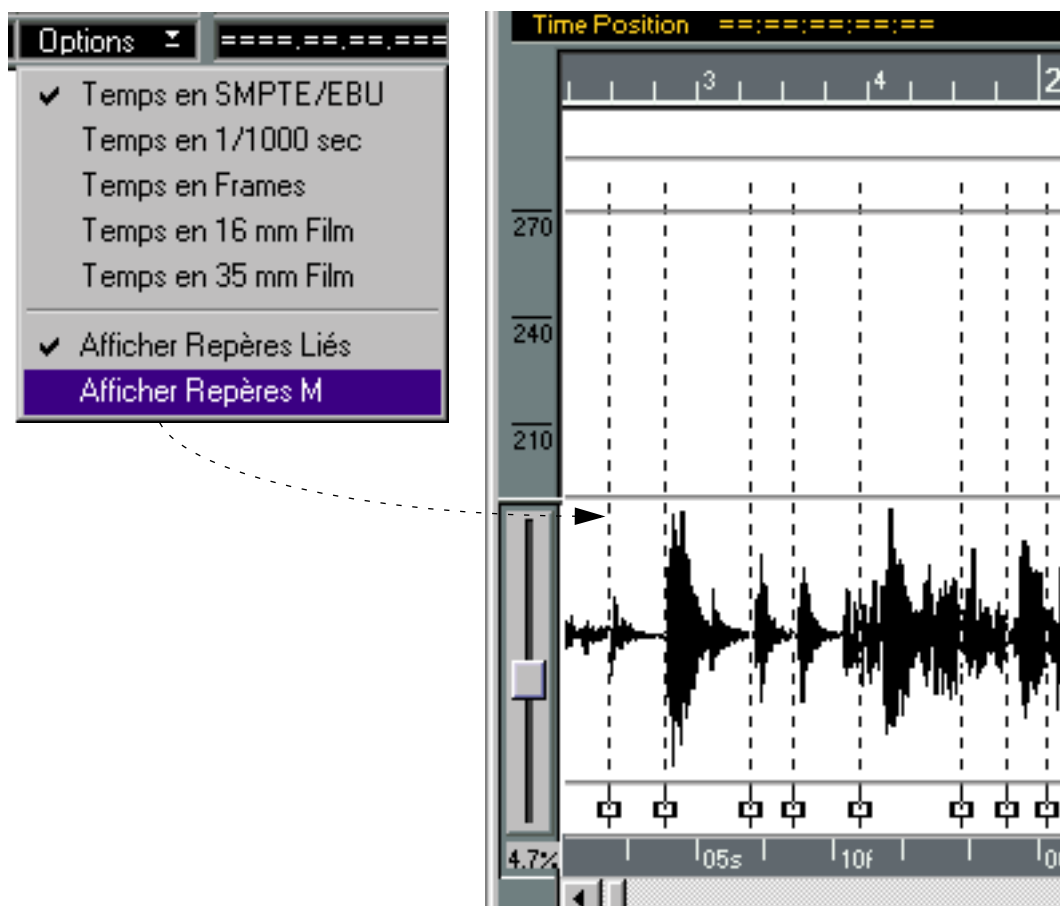 Options ====.==.==.===
Temps en SMPTE/EBU
Temps en 1/1000 sec
Temps en Frames
Temps en 16 mm Film
Temps en 35 mm Film
Afficher Repères Liés
Afficher Repères M
Time Position ==:==:==:==:==
3 4 2
270
240
210
4.7%
05s 10f